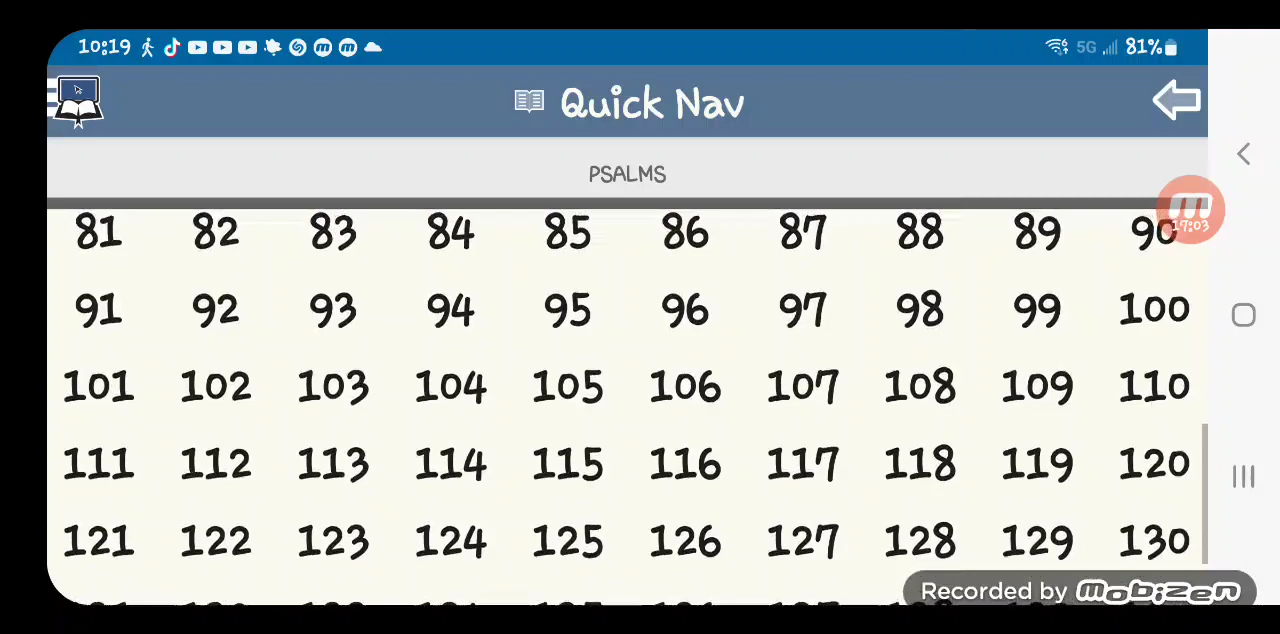 10:19 5G 81%
Quick Nav
PSALMS
81 82 83 84 85 86 87 88 89 90
17:03
91 92 93 94 95 96 97 98 99 100
101 102 103 104 105 106 107 108 109 110
111 112 113 114 115 116 117 118 119 120
121 122 123 124 125 126 127 128 129 130
Recorded by mobizen